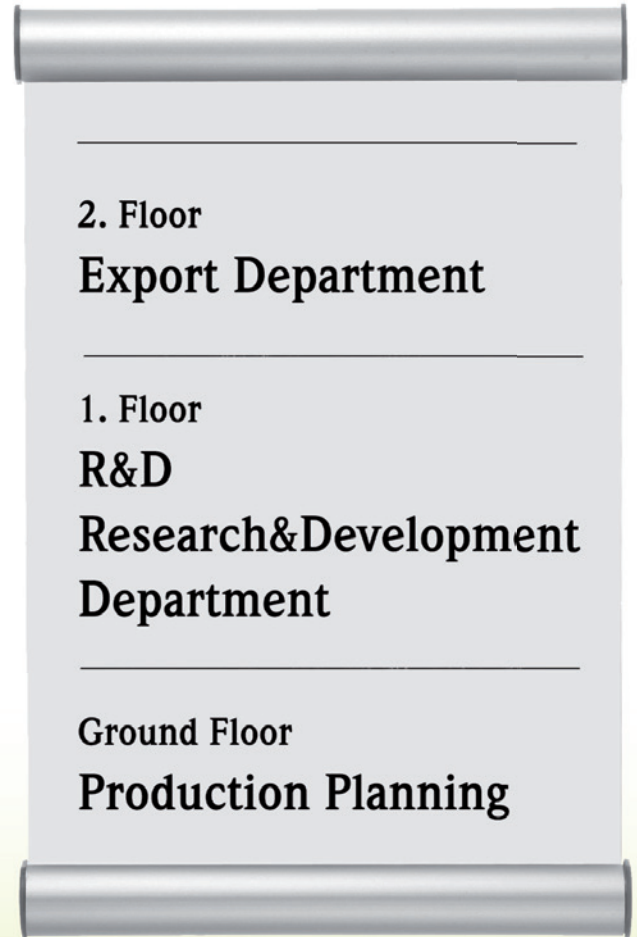 2. Floor
Export Department
1. Floor
R&D
Research&Development
Department
Ground Floor
Production Planning